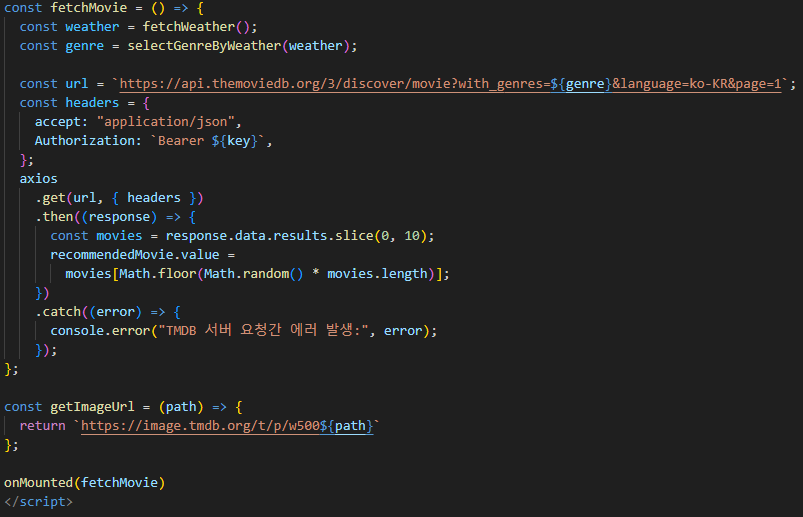 const fetchMovie = () => {
  const weather = fetchWeather();
  const genre = selectGenreByWeather(weather);

  const url = `https://api.themoviedb.org/3/discover/movie?with_genres=${genre}&language=ko-KR&page=1`;
  const headers = {
    accept: "application/json",
    Authorization: `Bearer ${key}`,
  };
  axios
    .get(url, { headers })
    .then((response) => {
      const movies = response.data.results.slice(0, 10);
      recommendedMovie.value =
        movies[Math.floor(Math.random() * movies.length)];
    })
    .catch((error) => {
      console.error("TMDB 서버 요청간 에러 발생:", error);
    });
};

const getImageUrl = (path) => {
  return `https://image.tmdb.org/t/p/w500${path}`
};

onMounted(fetchMovie)
</script>